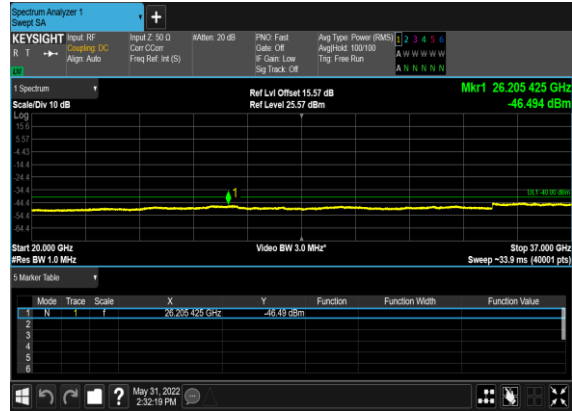 Spectrum Analyzer 1
Swept SA
+
KEYSIGHT Input: RF Input Z: 50 Ω #Atten: 20 dB PNO: Fast Avg Type: Power (RMS) 1 2 3 4 5 6
R T Coupling: DC Corr CCorr Gate: Off Avg|Hold: 100/100 A W W W W W
Align: Auto Freq Ref: Int (S) IF Gain: Low Trig: Free Run
Sig Track: Off A N N N N N
1 Spectrum Ref Lvl Offset 15.57 dB Mkr1 26.205 425 GHz
Scale/Div 10 dB Ref Level 25.57 dBm -46.494 dBm
Log
15.6
5.57
-4.43
-14.4
-24.4
-34.4 1 DL1 -40.00 dBm
-44.4
-54.4
-64.4
Start 20.000 GHz Video BW 3.0 MHz* Stop 37.000 GHz
#Res BW 1.0 MHz Sweep ~33.9 ms (40001 pts)
5 Marker Table
Mode Trace Scale X Y Function Function Width Function Value
1 N 1 f 26.205 425 GHz -46.49 dBm
2
3
4
5
6
? May 31, 2022
2:32:19 PM